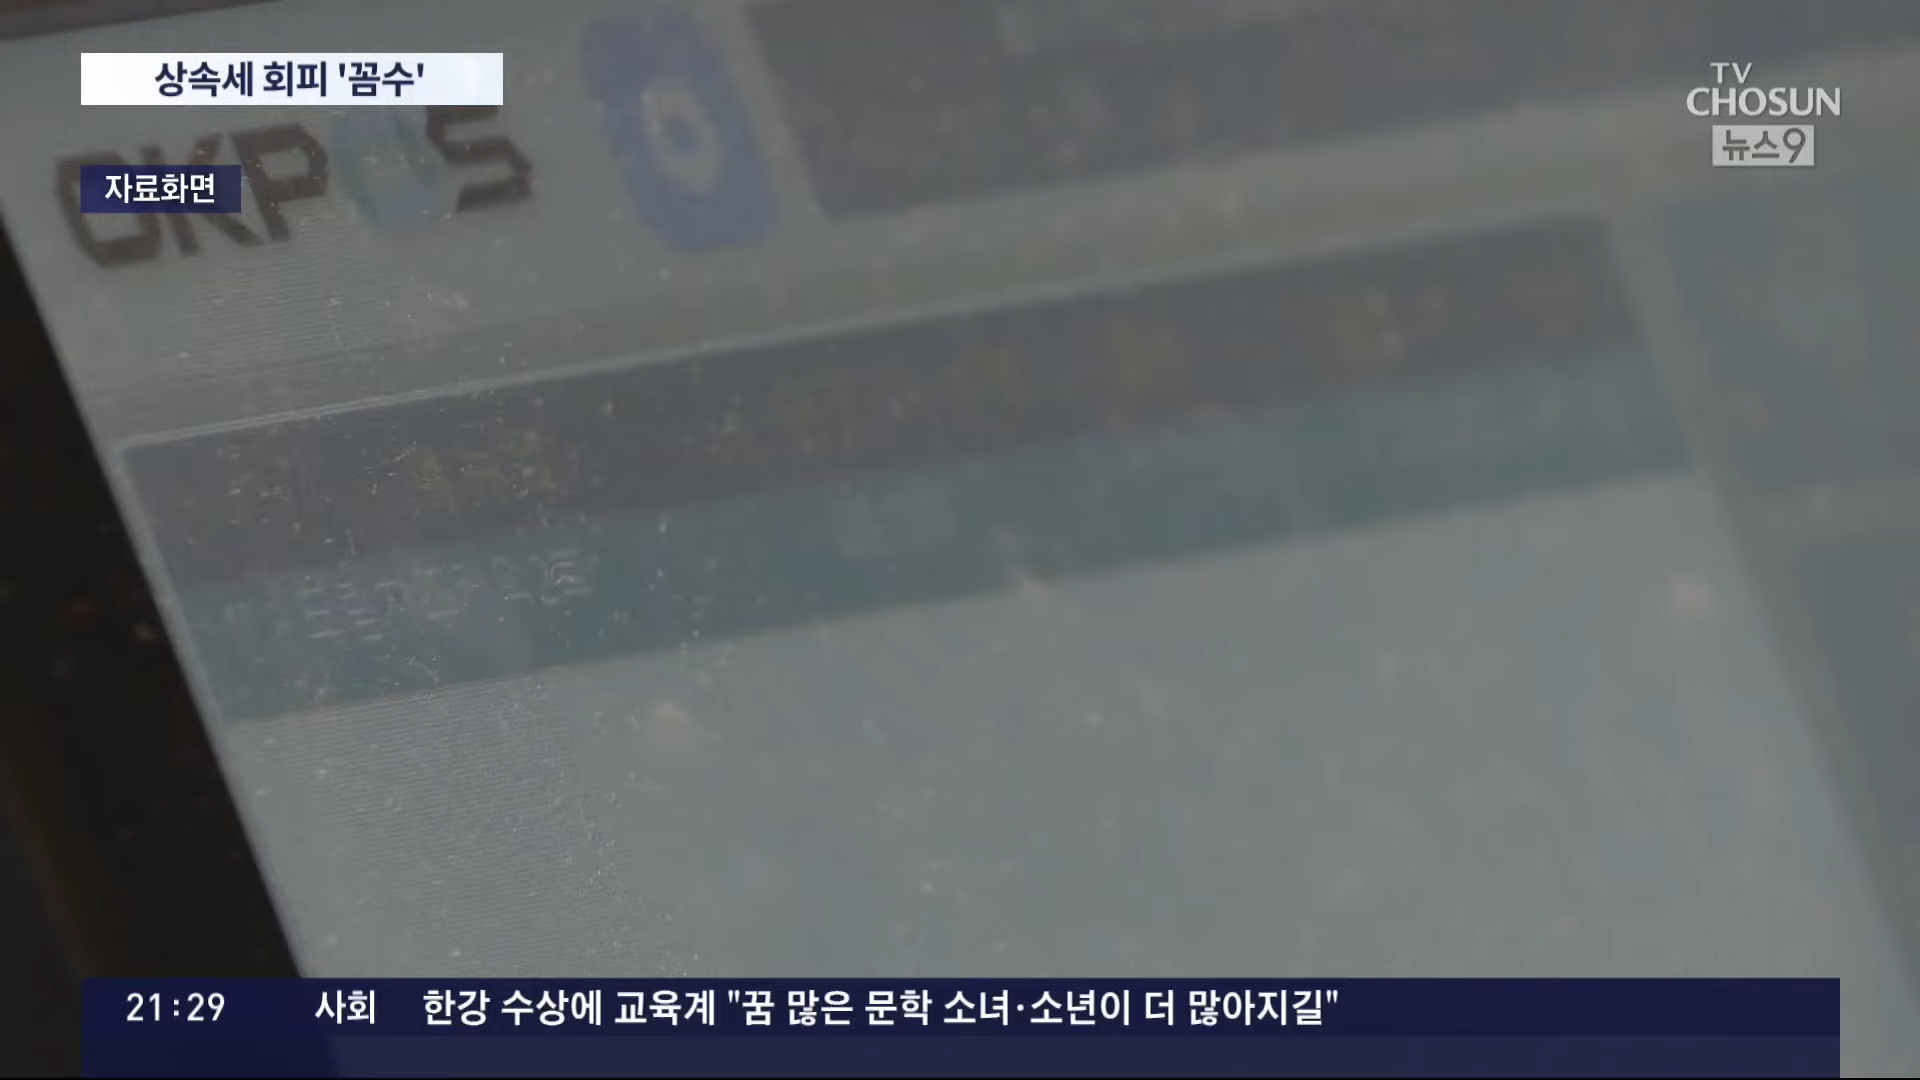 상속세 회피 '꼼수'
TV
CHOSUN
뉴스9
OKPOS
자료화면
21:29 사회 한강 수상에 교육계 "꿈 많은 문학 소녀·소년이 더 많아지길"